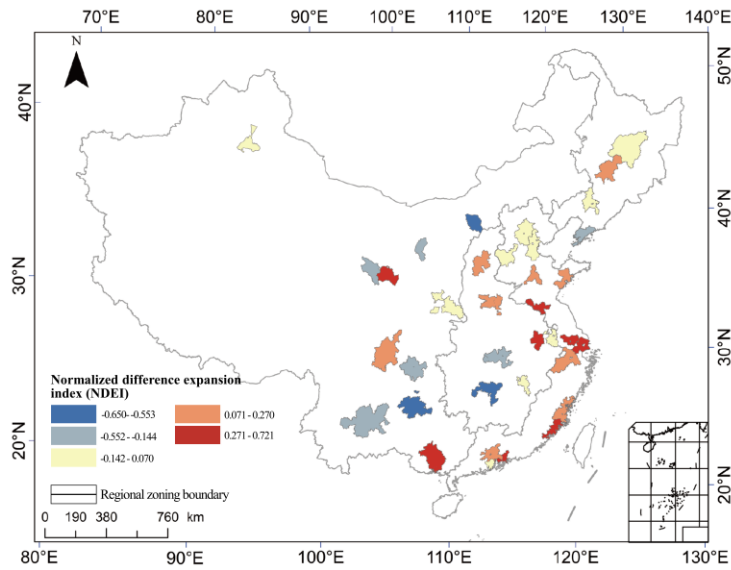 70°E 80°E 90°E 100°E 110°E 120°E 130°E 140°E
N
50°N
40°N
40°N
30°N
30°N
20°N
20°N
Normalized difference expansion
index (NDEI)
-0.650 - -0.553 0.071 - 0.270
-0.552 - -0.144 0.271 - 0.721
-0.142 - 0.070
Regional zoning boundary
0 190 380 760 km
80°E 90°E 100°E 110°E 120°E 130°E